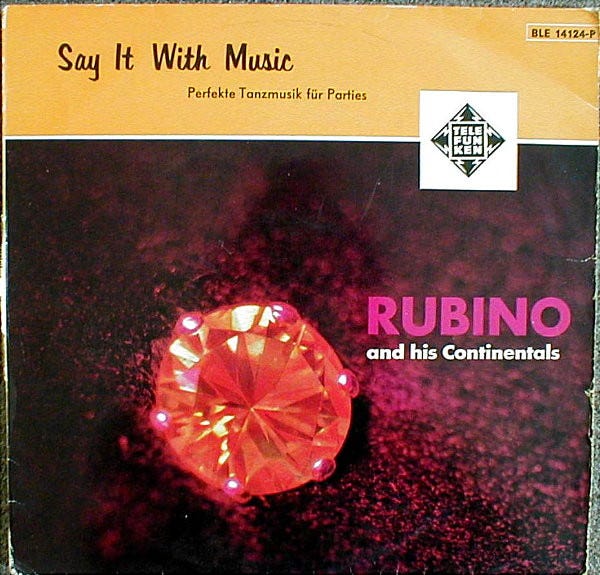 BLE 14124-P
Say It With Music
Perfekte Tanzmusik für Parties
TELE
FUN
KEN
RUBINO
and his Continentals